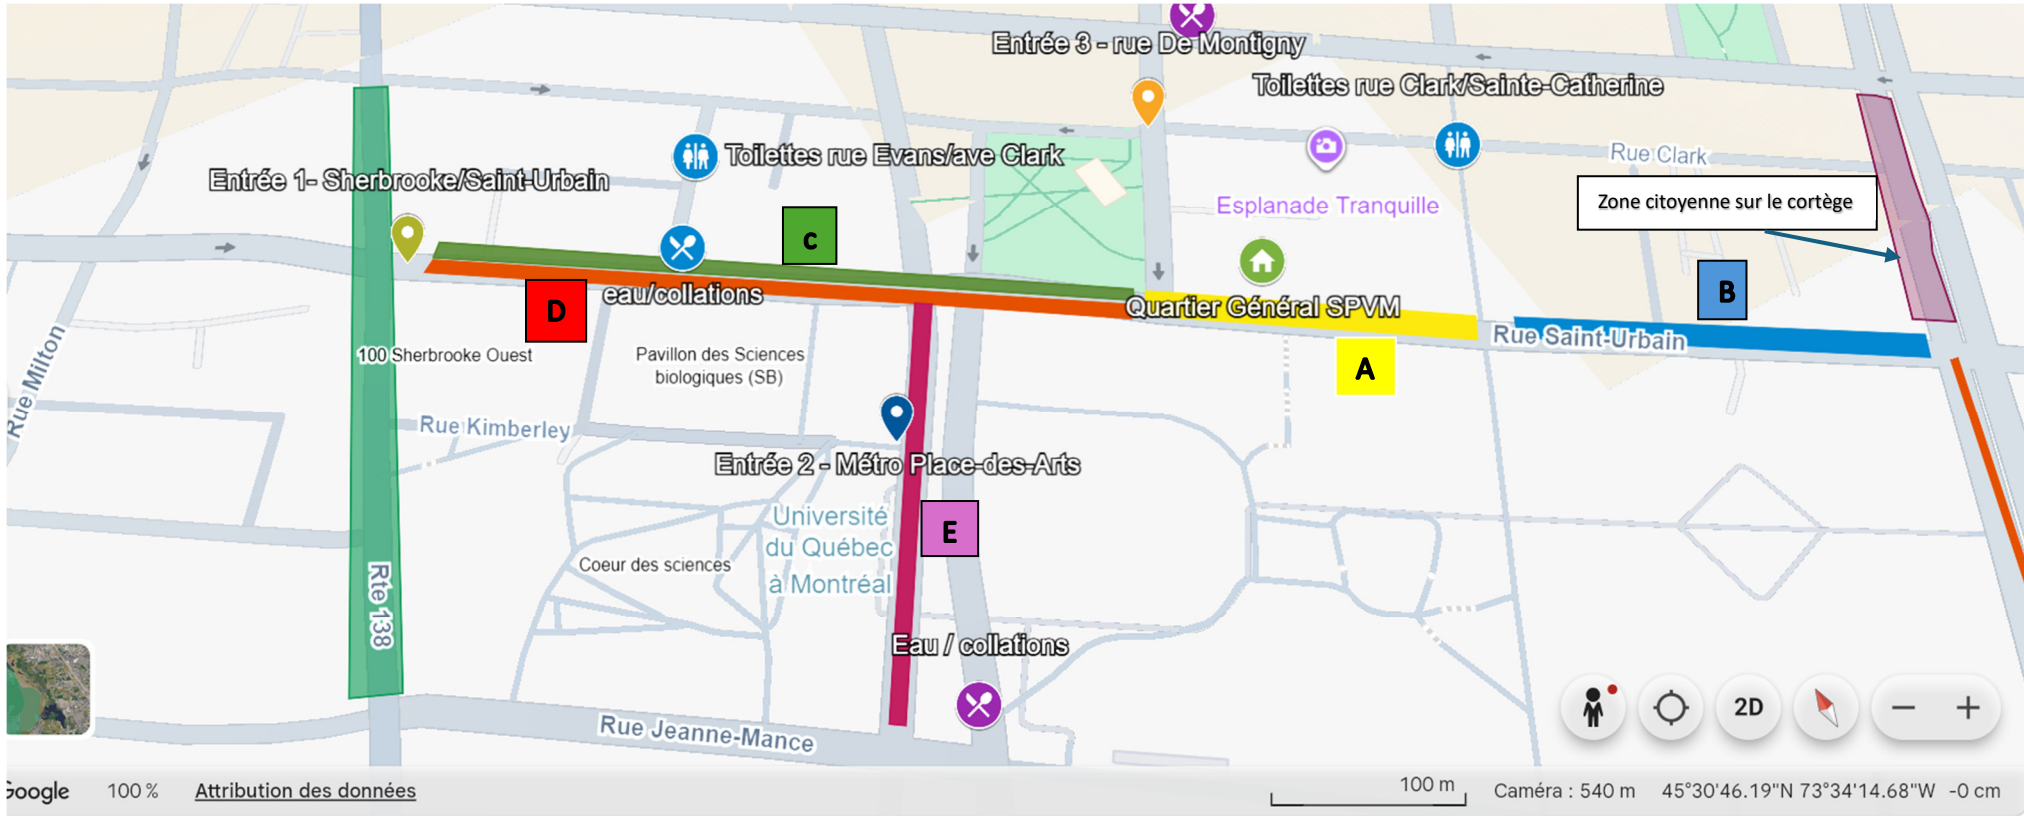 Entrée 3 - rue De Montigny
Toilettes rue Clark/Sainte-Catherine
Toilettes rue Evans/ave Clark
Rue Clark
Entrée 1- Sherbrooke/Saint-Urbain
Zone citoyenne sur le cortège
Esplanade Tranquille
c
B
eau/collations
D
Quartier Général SPVM
Rue Saint-Urbain
Rue Milton
100 Sherbrooke Ouest
Pavillon des Sciences
biologiques (SB)
A
Rue Kimberley
Entrée 2 - Métro Place-des-Arts
Université
du Québec
à Montréal
E
Coeur des sciences
Rte 138
Eau / collations
Rue Jeanne-Mance
2D
Google
100 %
Attribution des données
100 m
Caméra : 540 m
45°30'46.19"N 73°34'14.68"W
-0 cm